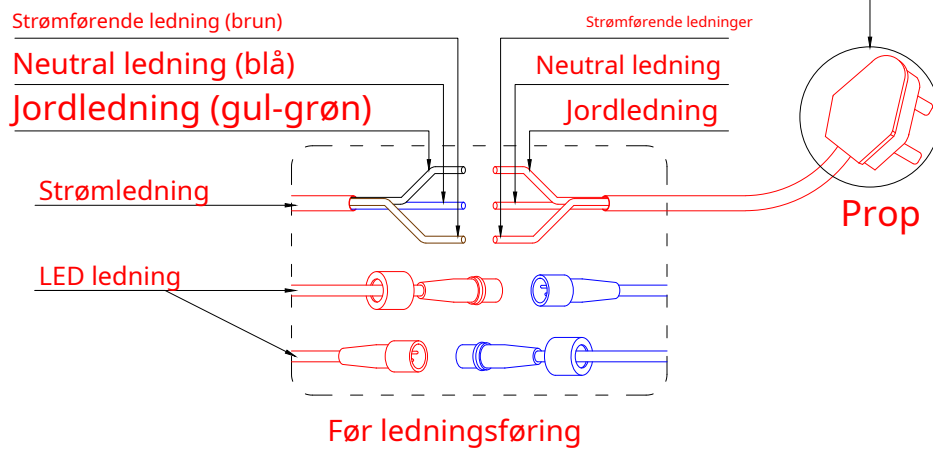 Strømførende ledning (brun)
Strømførende ledninger
Neutral ledning (blå)
Neutral ledning
Jordledning (gul-grøn)
Jordledning
Strømledning
Prop
LED ledning
Før ledningsføring